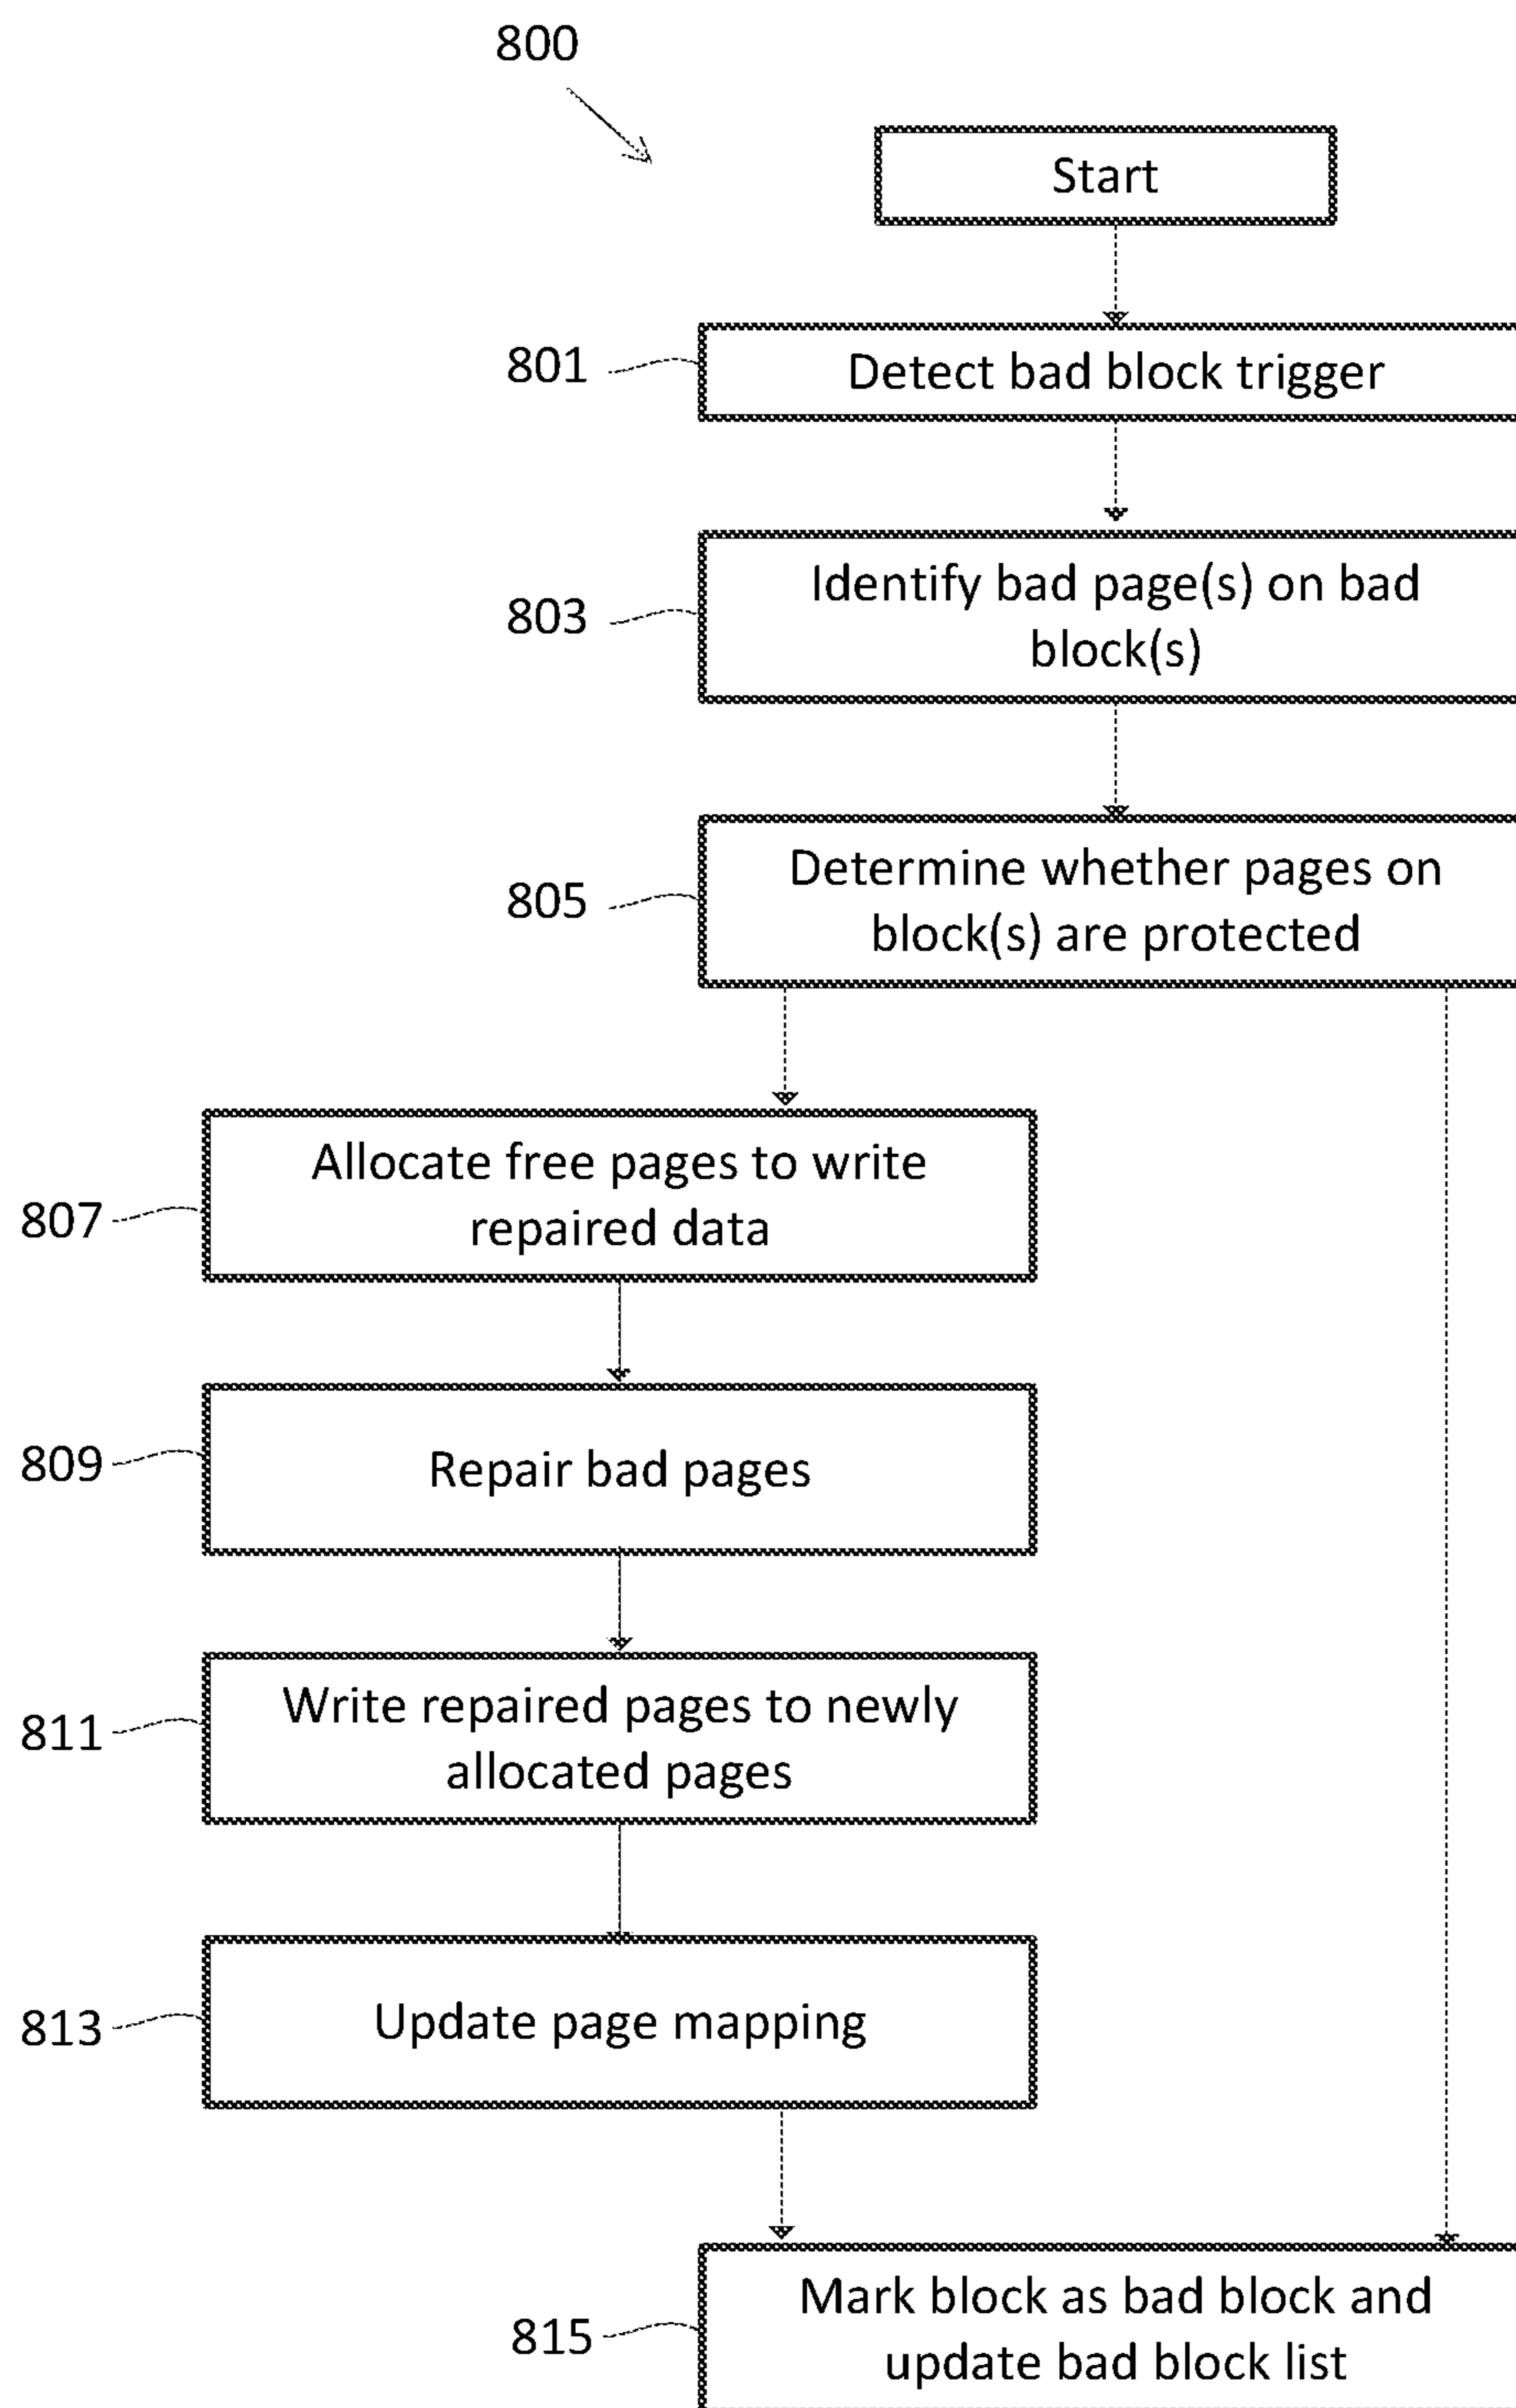 800
Start
801
Detect bad block trigger
803
Identify bad page(s) on bad
block(s)
805
Determine whether pages on
block(s) are protected
807
Allocate free pages to write
repaired data
809
Repair bad pages
811
Write repaired pages to newly
allocated pages
813
Update page mapping
815
Mark block as bad block and
update bad block list